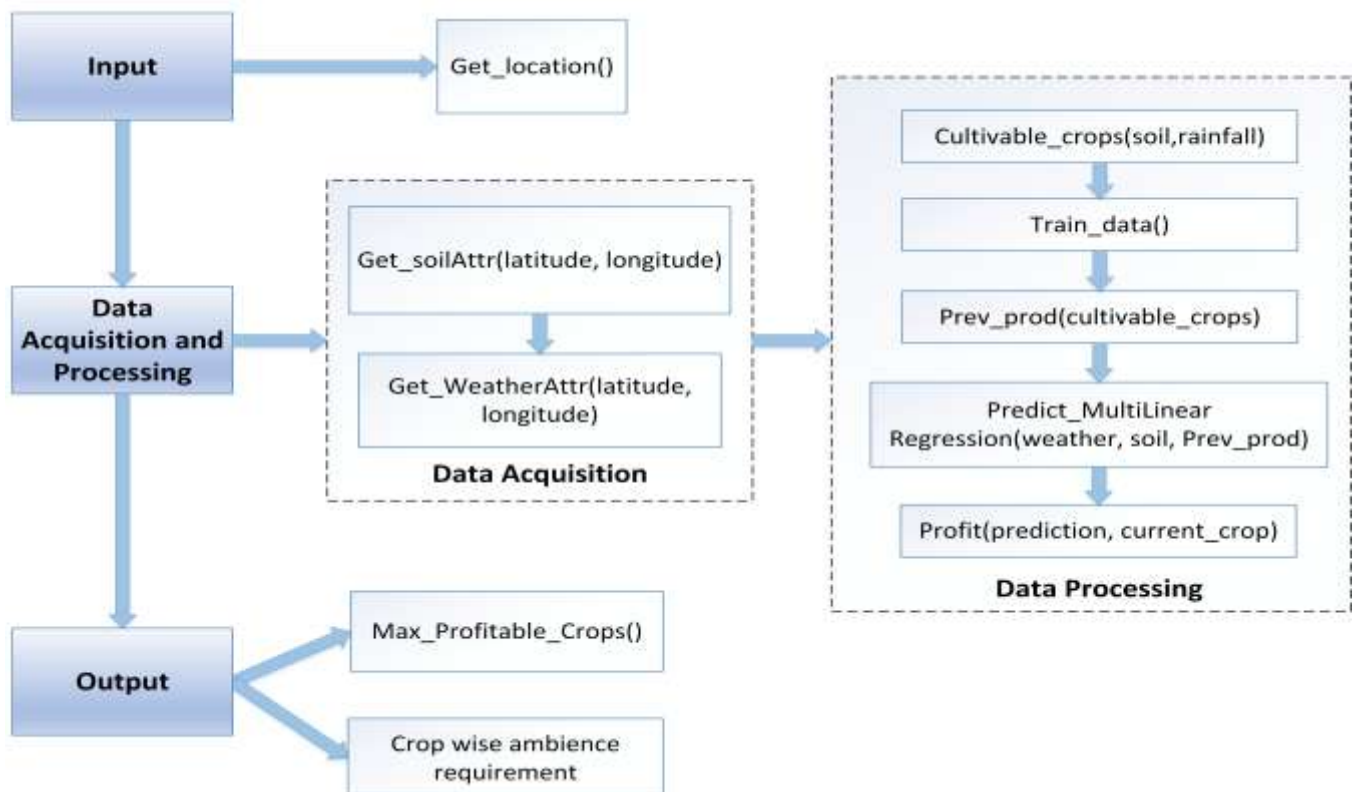 Input
Get_location()
Data
Acquisition and
Processing
Get_soilAttr(latitude, longitude)
Get_WeatherAttr(latitude,
longitude)
Data Acquisition
Cultivable_crops(soil,rainfall)
Train_data()
Prev_prod(cultivable_crops)
Predict_MultiLinear
Regression(weather, soil, Prev_prod)
Profit(prediction, current_crop)
Data Processing
Output
Max_Profitable_Crops()
Crop wise ambience
requirement